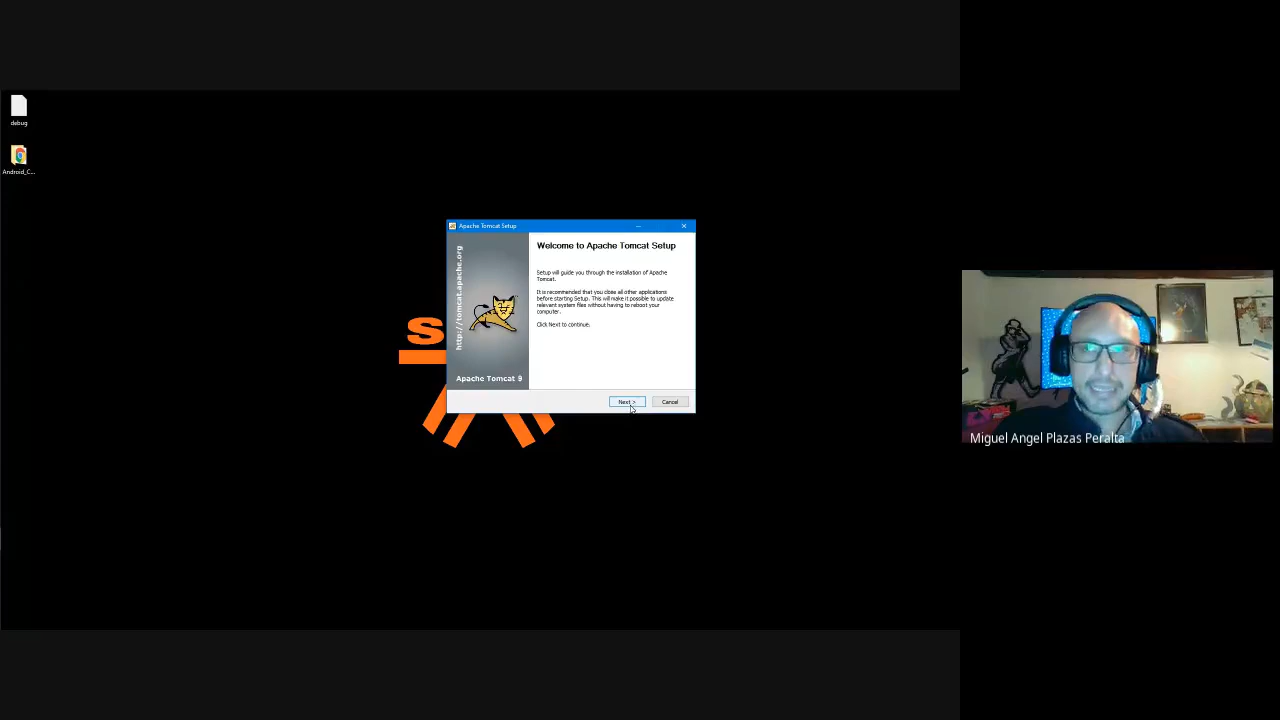 debug
Android_C...
Apache Tomcat Setup
http://tomcat.apache.org
Apache Tomcat 9
Welcome to Apache Tomcat Setup
Setup will guide you through the installation of Apache
Tomcat.
It is recommended that you close all other applications
before starting Setup. This will make it possible to update
relevant system files without having to reboot your
computer.
Click Next to continue.
Next >
Cancel
s
Miguel Angel Plazas Peralta